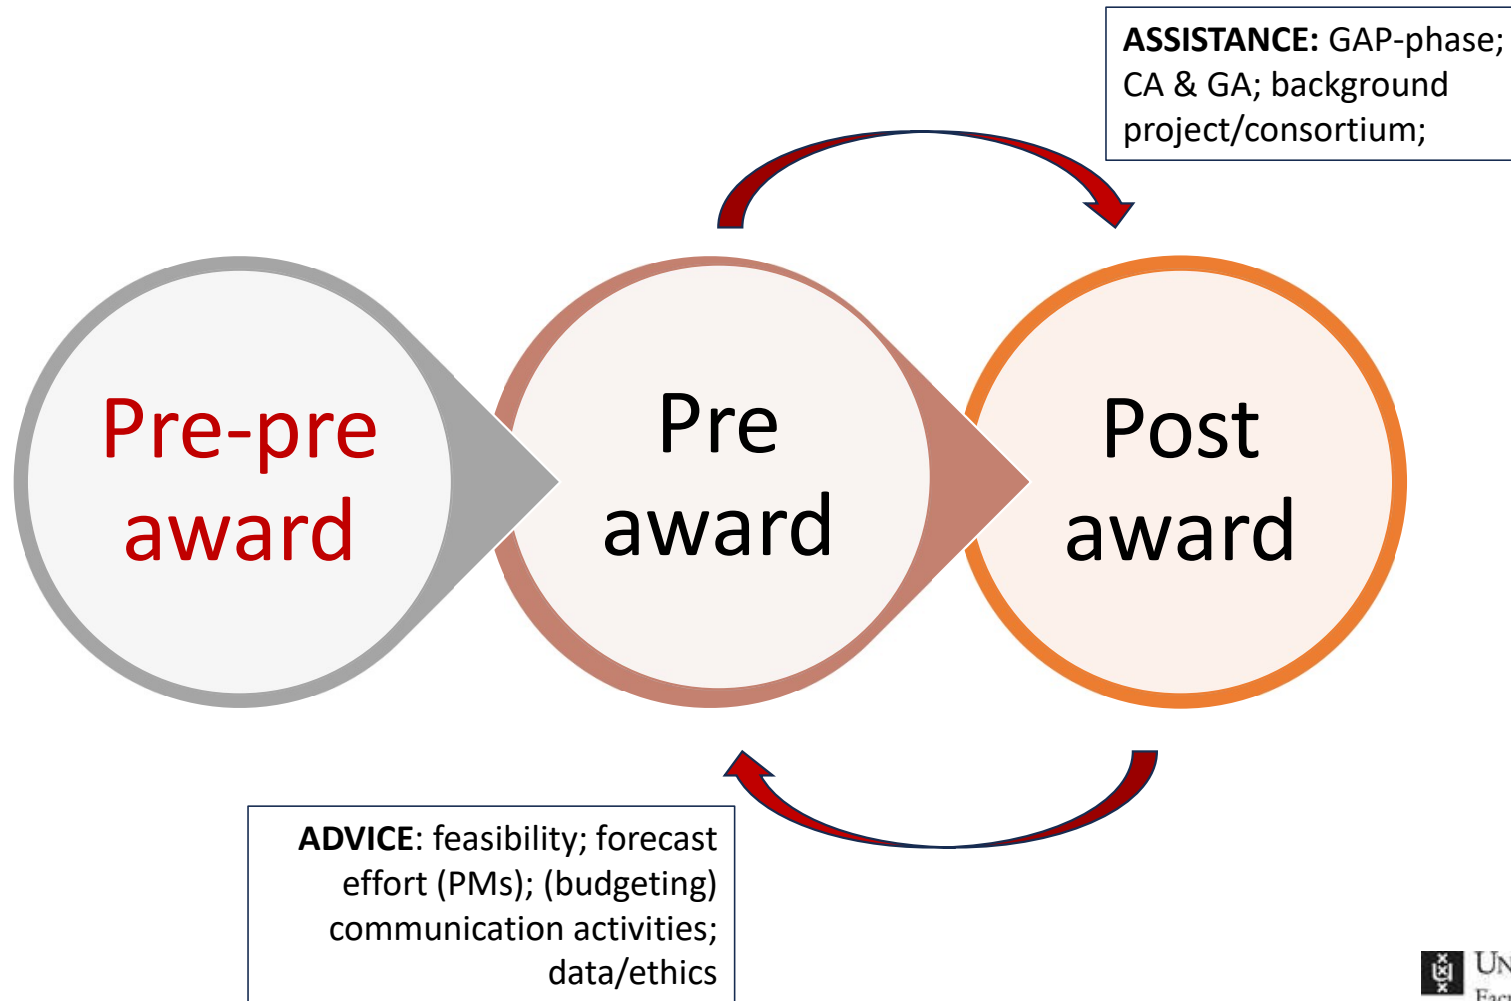 ASSISTANCE: GAP-phase;
CA & GA; background
project/consortium;
Pre-pre
award
Pre
award
Post
award
ADVICE: feasibility; forecast
effort (PMs); (budgeting)
communication activities;
data/ethics